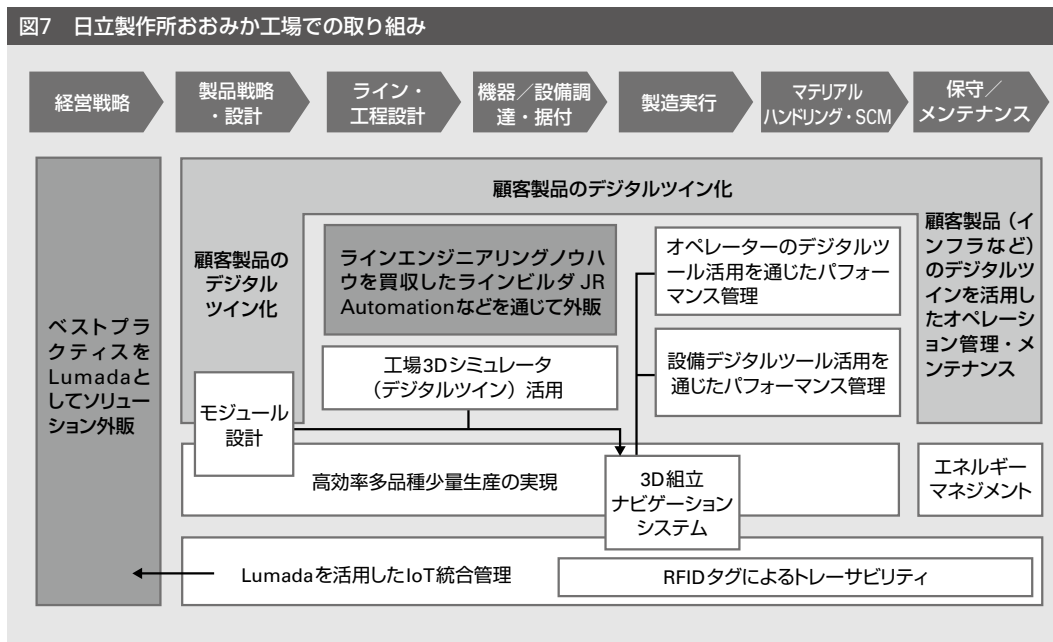 図7 日立製作所おおみか工場での取り組み
経営戦略
製品戦略
・設計
ライン・
工程設計
機器／設備調
達・据付
製造実行
マテリアル
ハンドリング・SCM
保守／
メンテナンス
ベストプラ
クティスを
Lumadaと
してソリュー
ション外販
顧客製品のデジタルツイン化
顧客製品の
デジタル
ツイン化
ラインエンジニアリングノウハ
ウを買収したラインビルダ JR
Automationなどを通じて外販
工場3Dシミュレータ
（デジタルツイン）活用
オペレーターのデジタルツ
ール活用を通じたパフォー
マンス管理
設備デジタルツール活用を
通じたパフォーマンス管理
顧客製品（イ
ンフラなど）
のデジタルツ
インを活用し
たオペレーシ
ョン管理・メ
ンテナンス
モジュール
設計
高効率多品種少量生産の実現
3D組立
ナビゲーション
システム
エネルギー
マネジメント
Lumadaを活用したIoT統合管理
RFIDタグによるトレーサビリティ